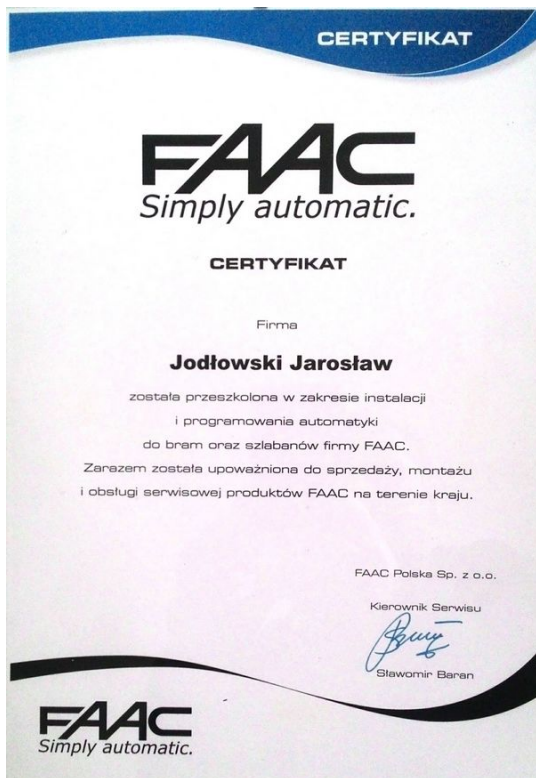 CERTYFIKAT
FAAC
Simply automatic.
CERTYFIKAT
Firma
Jodłowski Jarosław
została przeszkolona w zakresie instalacji
i programowania automatyki
do bram oraz szlabanów firmy FAAC.
Zarazem została upoważniona do sprzedaży, montażu
i obsługi serwisowej produktów FAAC na terenie kraju.
FAAC Polska Sp. z o.o.
Kierownik Serwisu
Sławomir Baran
FAAC
Simply automatic.